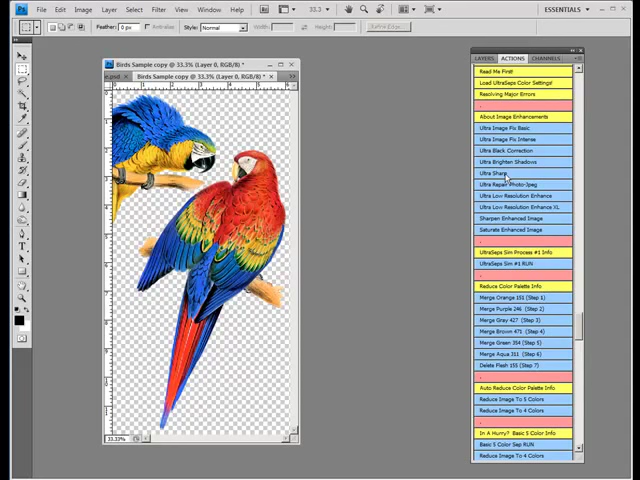 Ps File Edit Image Layer Select Filter View Window Help
33.3
ESSENTIALS
Feather: 0 px
Anti-alias
Style: Normal
Width:
Height:
Refine Edge...
Birds Sample copy @ 33.3% (Layer 0, RGB/8) *
.psd
Birds Sample copy @ 33.3% (Layer 0, RGB/8) *
33.33%
LAYERS ACTIONS CHANNELS
Read Me First!
Load UltraSeps Color Settings!
Resolving Major Errors
.
About Image Enhancements
Ultra Image Fix Basic
Ultra Image Fix Intense
Ultra Black Correction
Ultra Brighten Shadows
Ultra Sharp
Ultra Repair Photo-Jpeg
Ultra Low Resolution Enhance
Ultra Low Resolution Enhance XL
Sharpen Enhanced Image
Saturate Enhanced Image
.
UltraSeps Sim Process #1 Info
UltraSeps Sim #1 RUN
.
Reduce Color Palette Info
Merge Orange 151 (Step 1)
Merge Purple 246 (Step 2)
Merge Gray 427 (Step 3)
Merge Brown 471 (Step 4)
Merge Green 354 (Step 5)
Merge Aqua 311 (Step 6)
Delete Flesh 155 (Step 7)
.
Auto Reduce Color Palette Info
Reduce Image To 5 Colors
Reduce Image To 4 Colors
.
In A Hurry? Basic 5 Color Info
Basic 5 Color Sep RUN
Reduce Image To 4 Colors